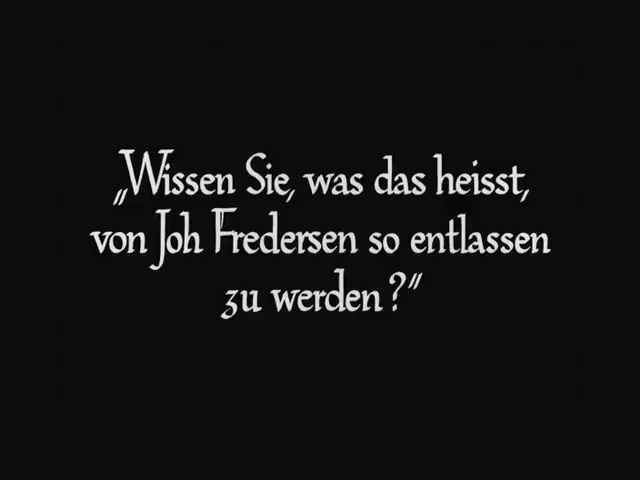 „Wissen Sie, was das heisst,
von Joh Fredersen so entlassen
zu werden?“